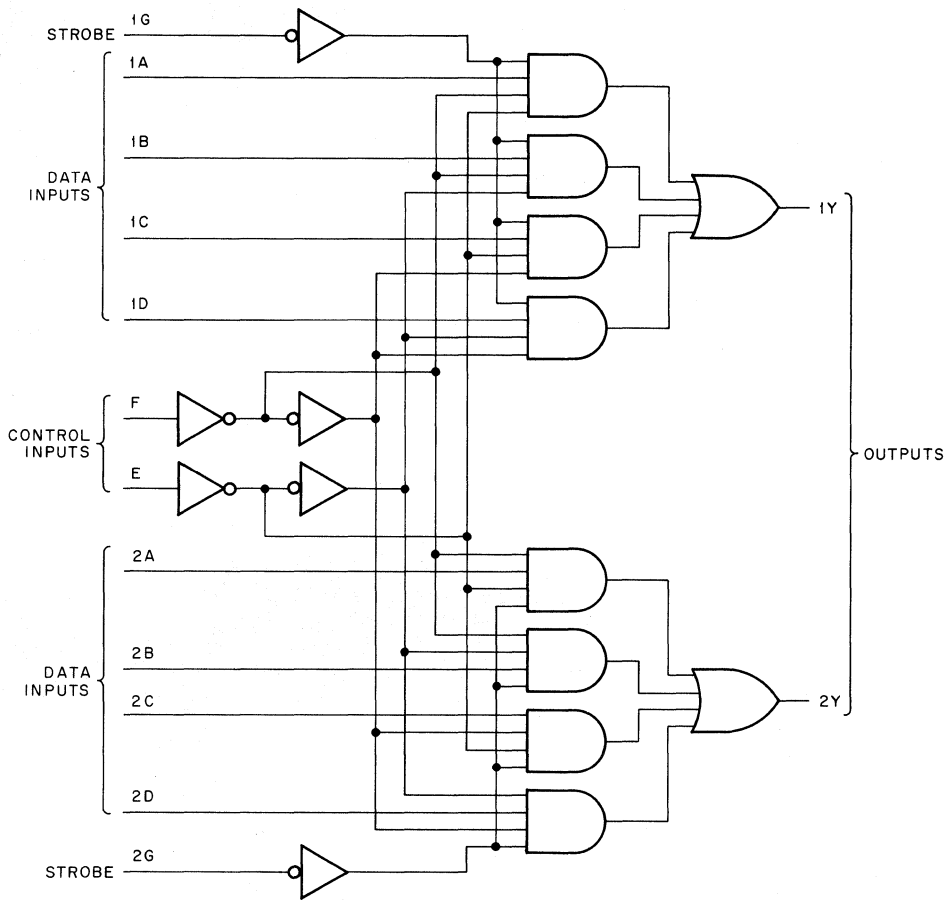 1G
STROBE
1A
1B
DATA
INPUTS
1Y
1C
1D
F
CONTROL
INPUTS
OUTPUTS
E
2A
2B
DATA
INPUTS
2C
2Y
2D
2G
STROBE